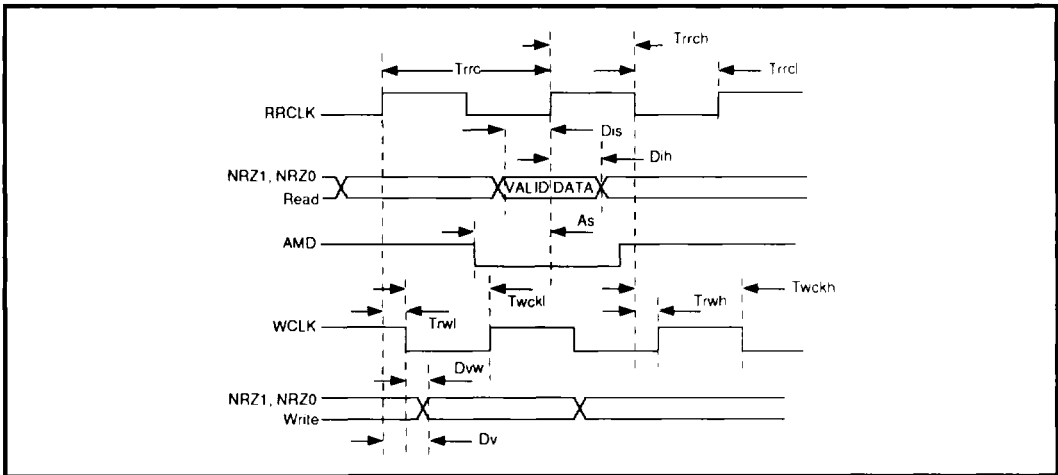 Trrch
Trrc
Trrcl
RRCLK
Dis
Dih
NRZ1, NRZ0
Read
VALID DATA
As
AMD
Twckl
Twckh
Trwl
Trwh
WCLK
Dvw
NRZ1, NRZ0
Write
Dv